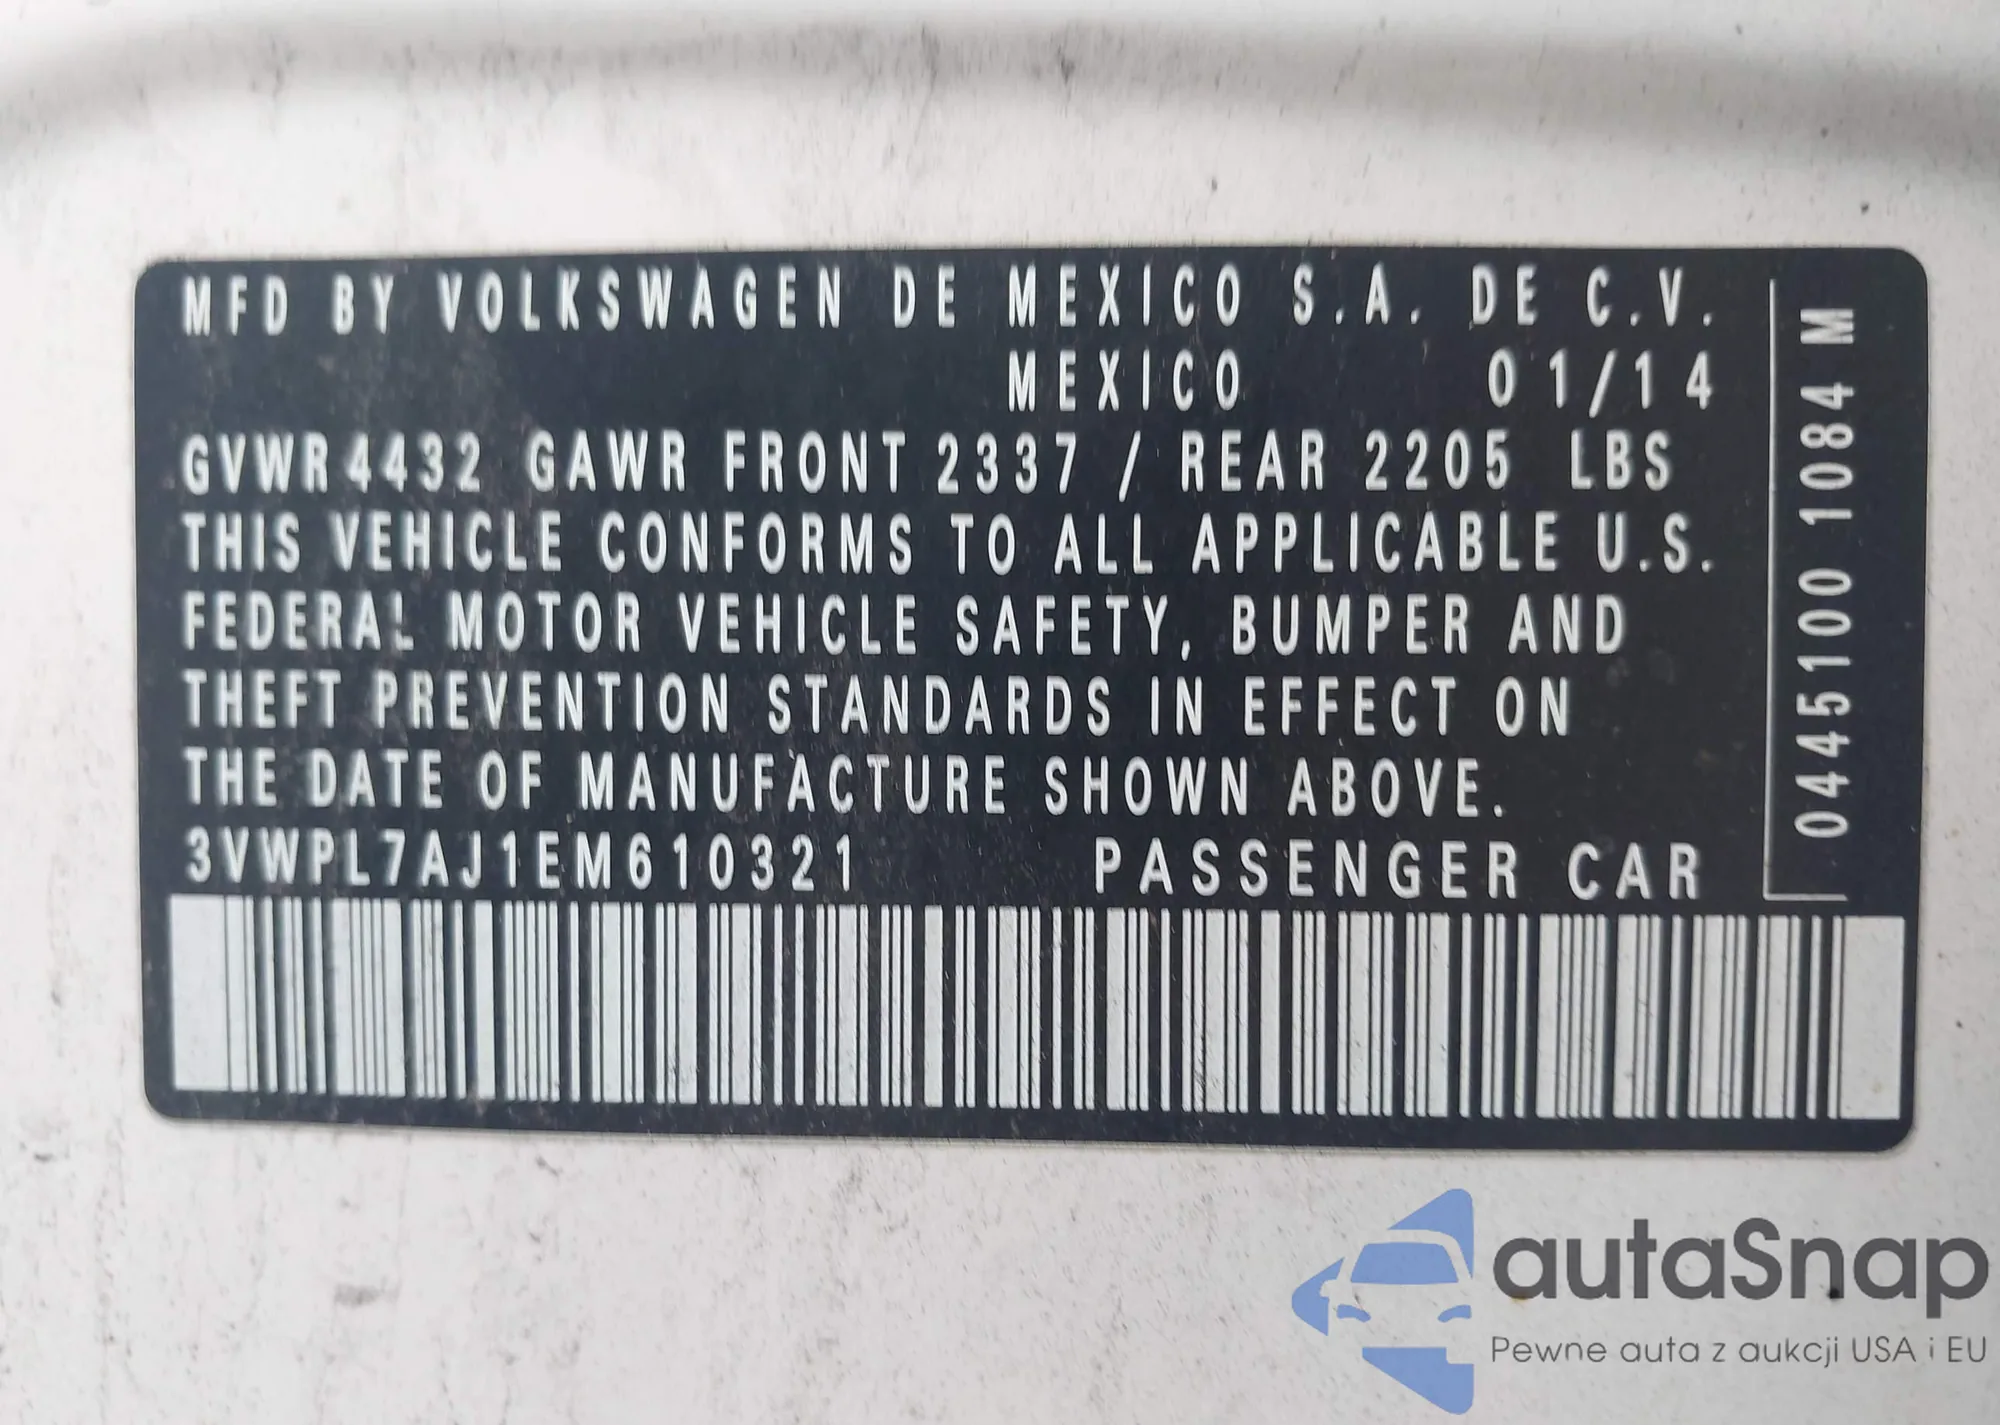 MFD BY VOLKSWAGEN DE MEXICO S.A. DE C.V.
MEXICO 01/14
GVWR 4432 GAWR FRONT 2337 / REAR 2205 LBS
THIS VEHICLE CONFORMS TO ALL APPLICABLE U.S.
FEDERAL MOTOR VEHICLE SAFETY, BUMPER AND
THEFT PREVENTION STANDARDS IN EFFECT ON
THE DATE OF MANUFACTURE SHOWN ABOVE.
3VWPL7AJ1EM610321 PASSENGER CAR
0445100 1084 M
autaSnap
Pewne auta z aukcji USA i EU